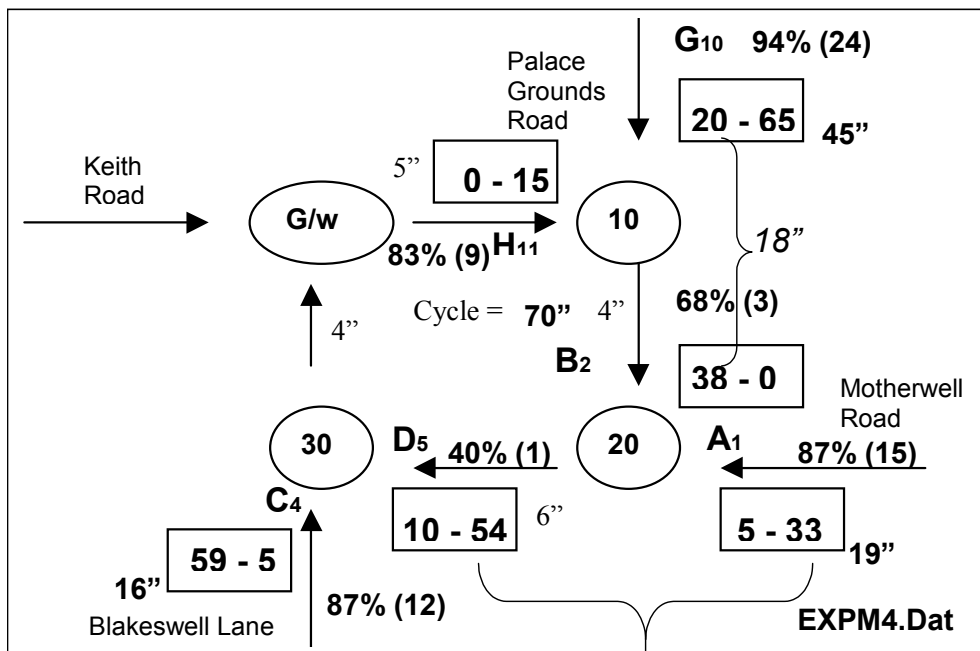 G10 94% (24)
Palace
Grounds
Road
20 - 65
45”
Keith
Road
5”
0 - 15
G/w
10
18”
83% (9)
H11
Cycle = 70”
4”
68% (3)
4”
B2
38 - 0
Motherwell
Road
30
D5
40% (1)
20
A1
87% (15)
C4
10 - 54
6”
5 - 33
19”
59 - 5
16”
87% (12)
Blakeswell Lane
EXPM4.Dat